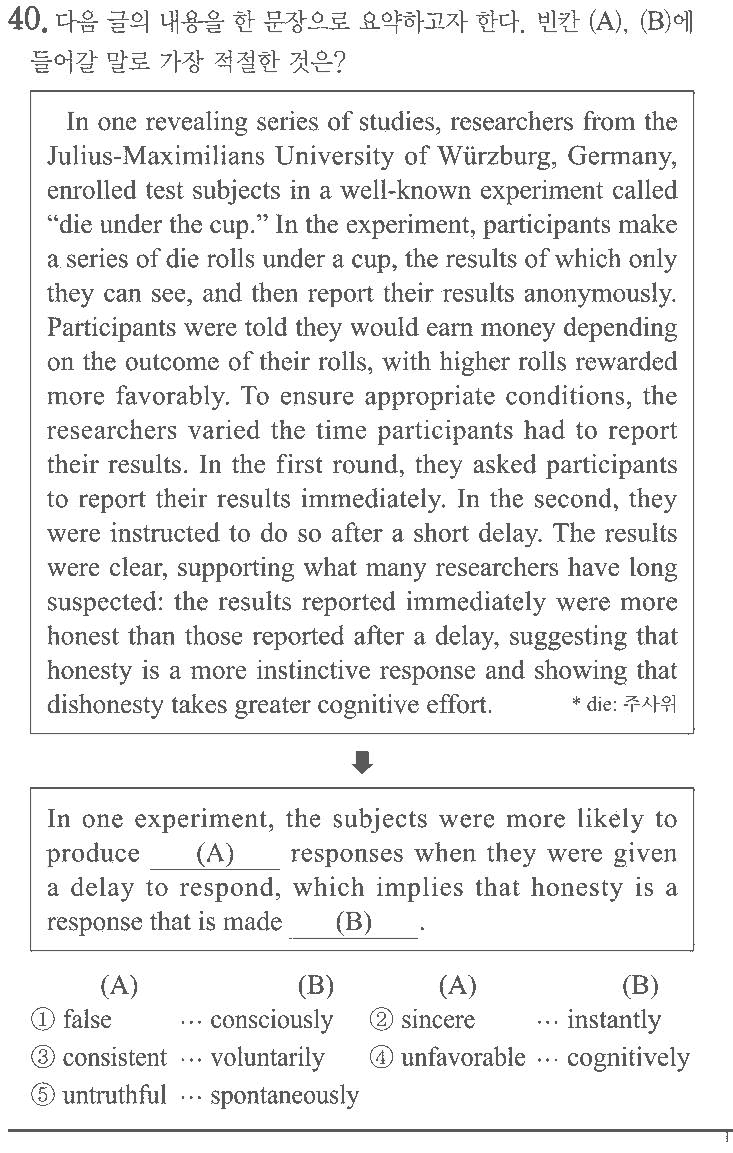 40. 다음 글의 내용을 한 문장으로 요약하고자 한다. 빈칸 (A), (B)에
들어갈 말로 가장 적절한 것은?
In one revealing series of studies, researchers from the
Julius-Maximilians University of Würzburg, Germany,
enrolled test subjects in a well-known experiment called
“die under the cup.” In the experiment, participants make
a series of die rolls under a cup, the results of which only
they can see, and then report their results anonymously.
Participants were told they would earn money depending
on the outcome of their rolls, with higher rolls rewarded
more favorably. To ensure appropriate conditions, the
researchers varied the time participants had to report
their results. In the first round, they asked participants
to report their results immediately. In the second, they
were instructed to do so after a short delay. The results
were clear, supporting what many researchers have long
suspected: the results reported immediately were more
honest than those reported after a delay, suggesting that
honesty is a more instinctive response and showing that
dishonesty takes greater cognitive effort. * die: 주사위
In one experiment, the subjects were more likely to
produce (A) responses when they were given
a delay to respond, which implies that honesty is a
response that is made (B).
(A) (B) (A) (B)
① false … consciously ② sincere … instantly
③ consistent … voluntarily ④ unfavorable … cognitively
⑤ untruthful … spontaneously